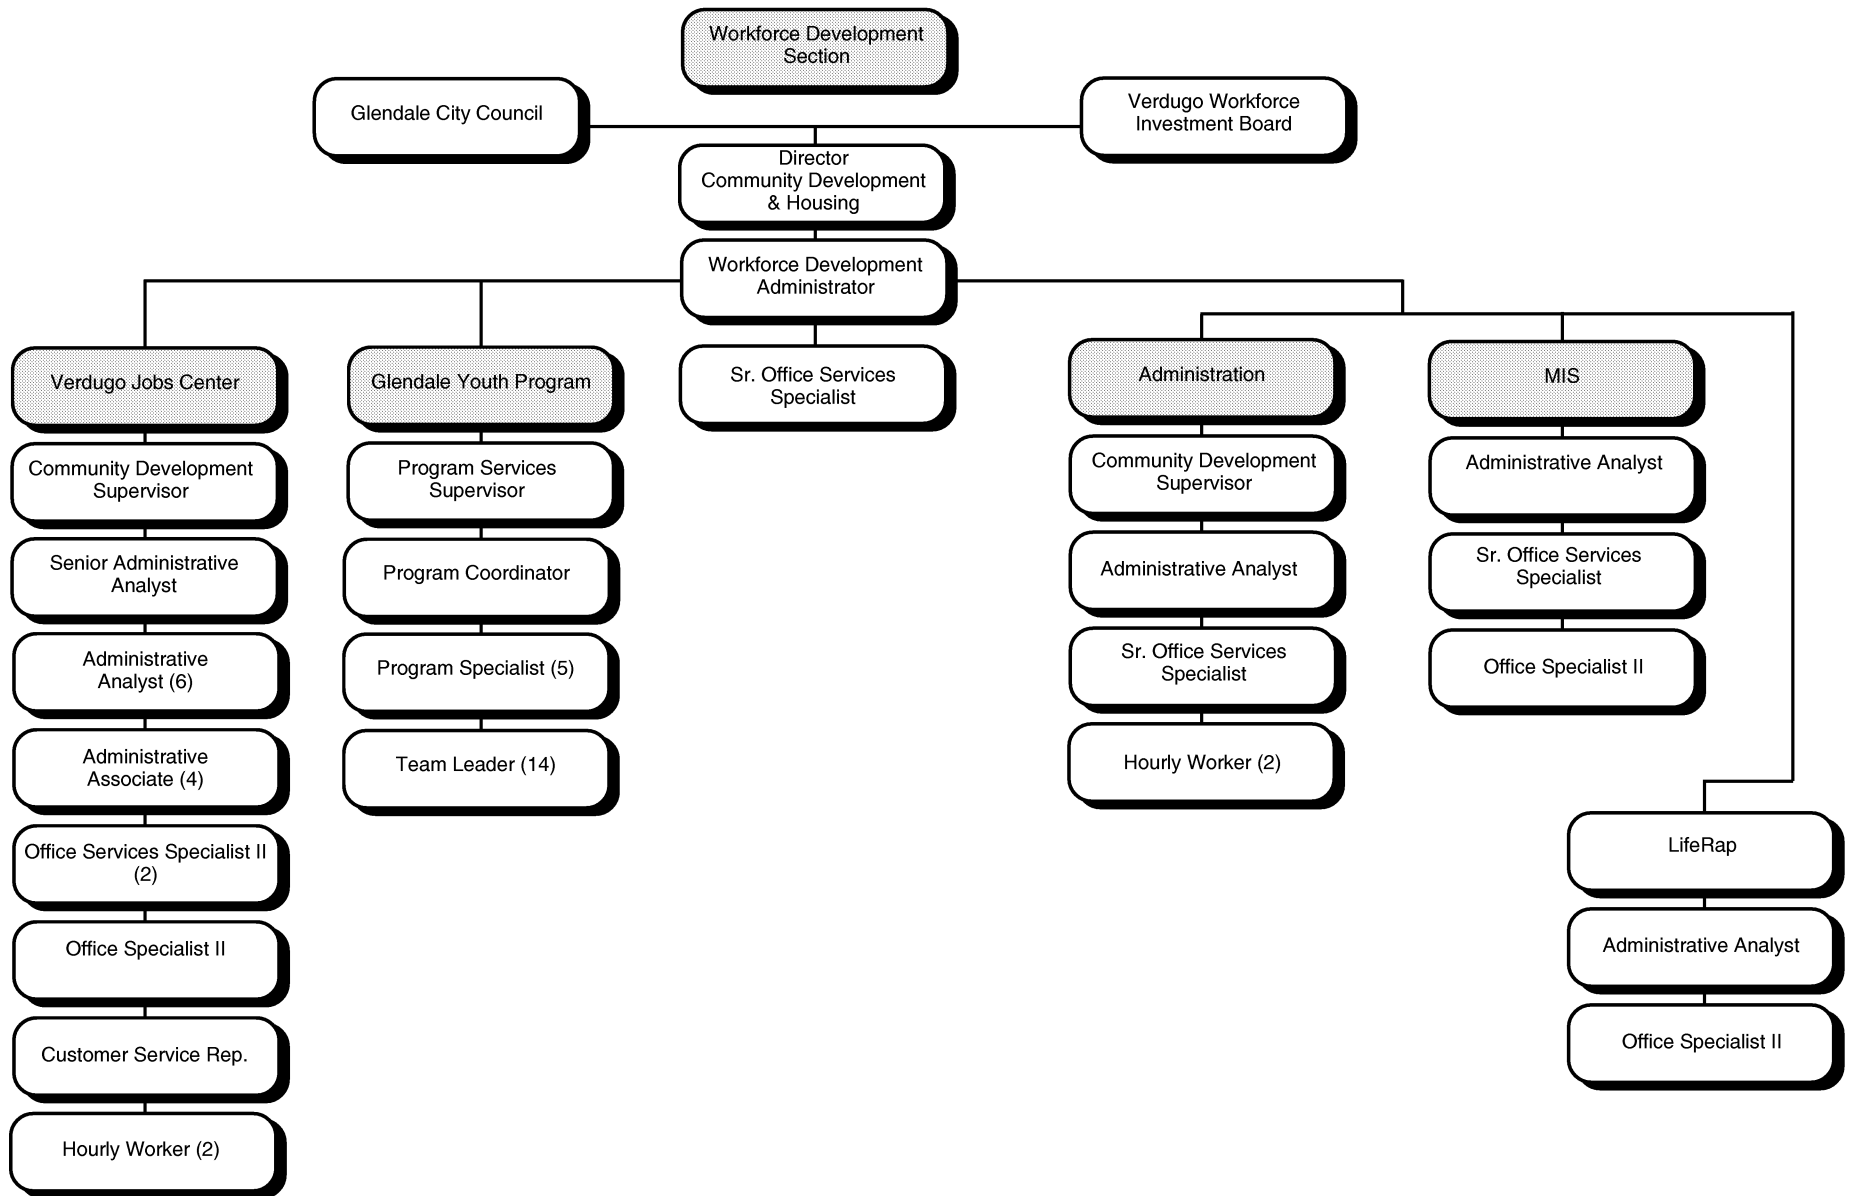 Workforce Development
Section
Glendale City Council
Verdugo Workforce
Investment Board
Director
Community Development
& Housing
Workforce Development
Administrator
Sr. Office Services
Specialist
Verdugo Jobs Center
Community Development
Supervisor
Senior Administrative
Analyst
Administrative
Analyst (6)
Administrative
Associate (4)
Office Services Specialist II
(2)
Office Specialist II
Customer Service Rep.
Hourly Worker (2)
Glendale Youth Program
Program Services
Supervisor
Program Coordinator
Program Specialist (5)
Team Leader (14)
Administration
Community Development
Supervisor
Administrative Analyst
Sr. Office Services
Specialist
Hourly Worker (2)
MIS
Administrative Analyst
Sr. Office Services
Specialist
Office Specialist II
LifeRap
Administrative Analyst
Office Specialist II